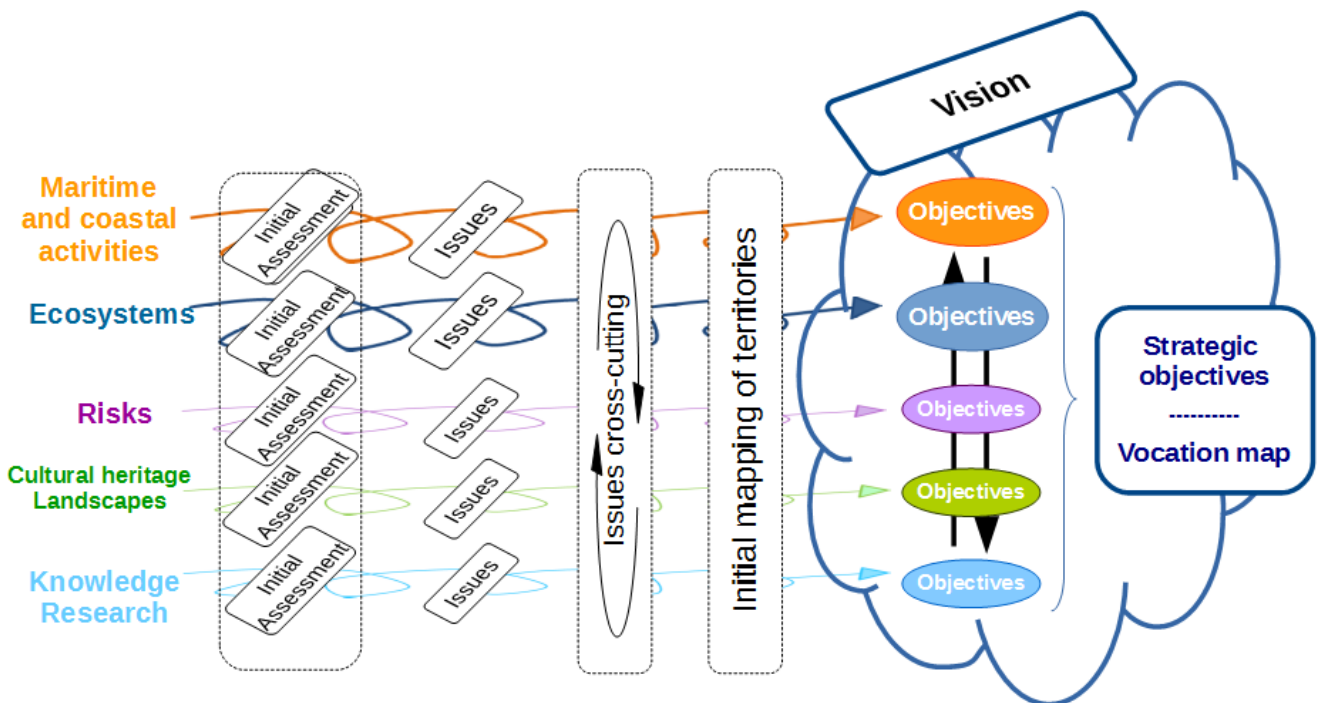 Vision
Maritime
and coastal
activities
Initial
Assessment
Issues
Objectives
Ecosystems
Initial
Assessment
Issues
Objectives
Risks
Initial
Assessment
Issues
Objectives
Cultural heritage
Landscapes
Initial
Assessment
Issues
Objectives
Knowledge
Research
Initial
Assessment
Issues
Objectives
Issues cross-cutting
Initial mapping of territories
Strategic
objectives
----------
Vocation map